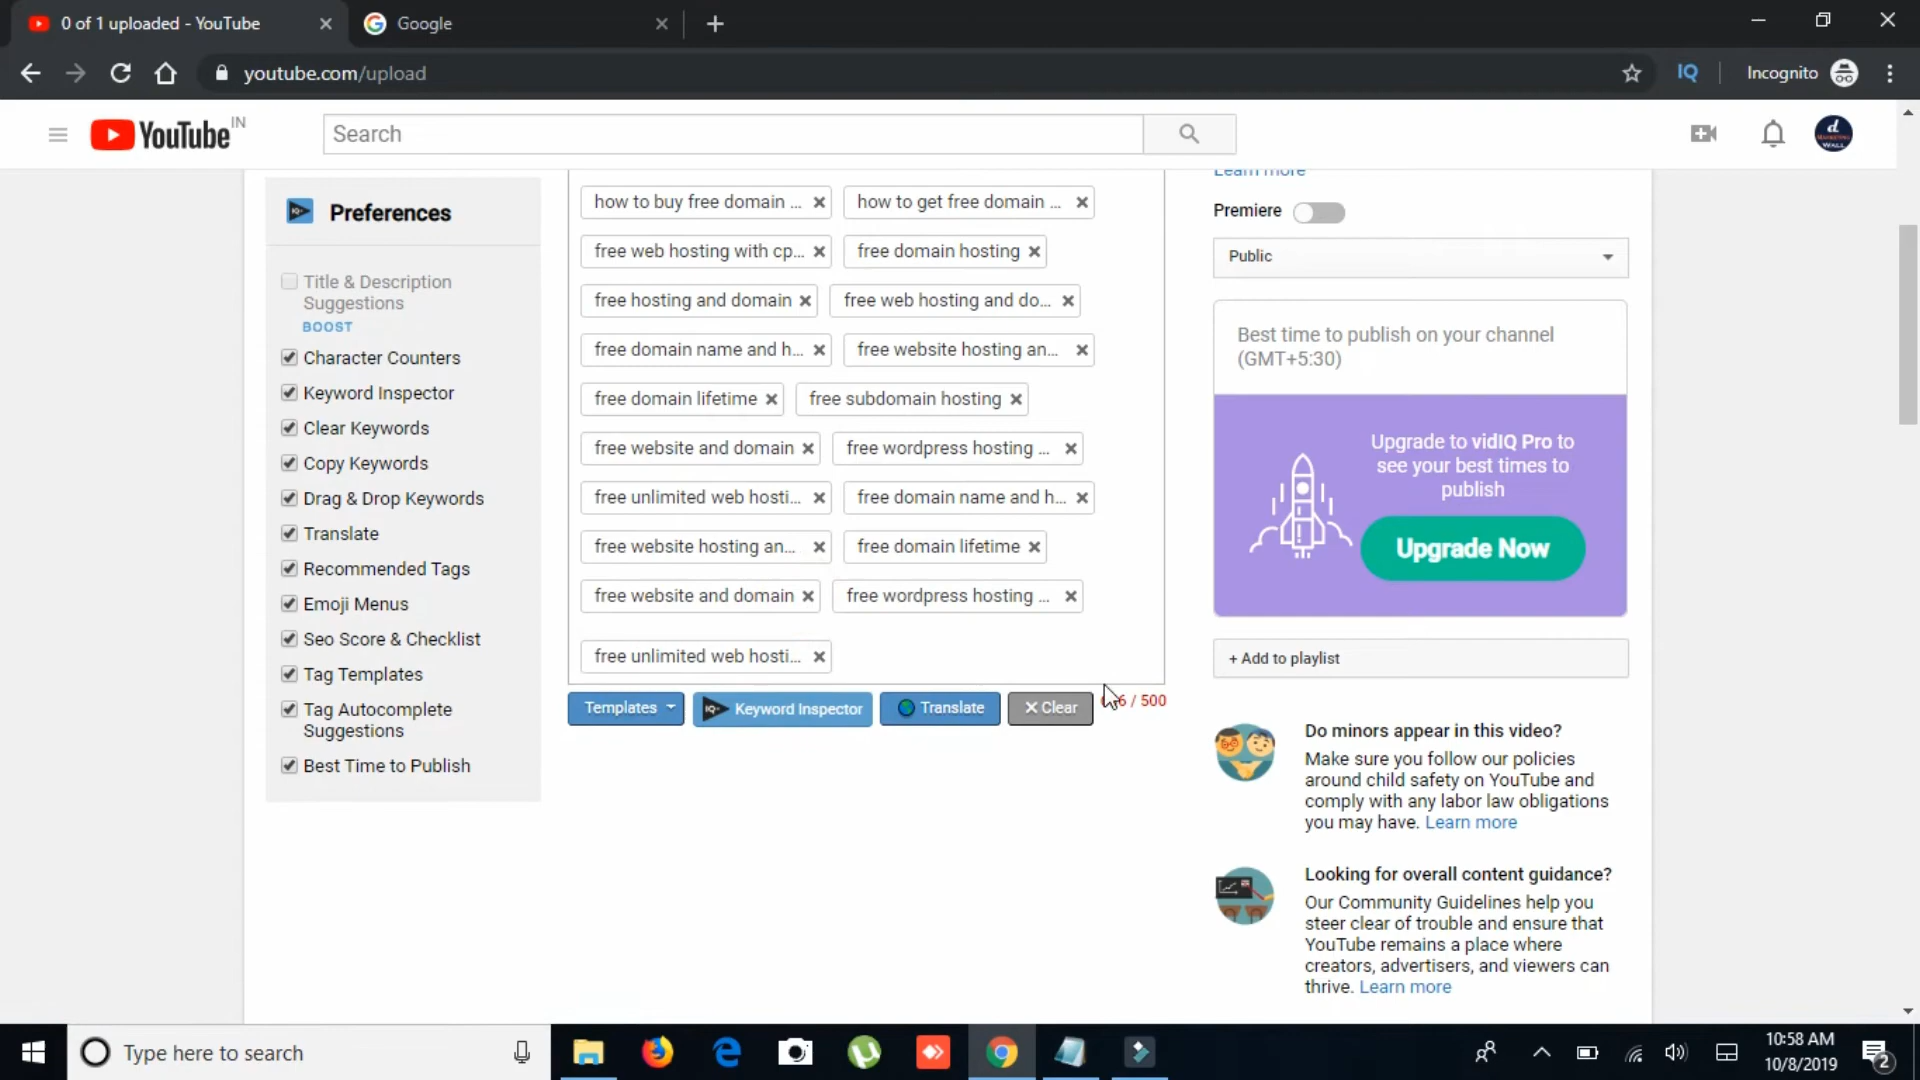 0 of 1 uploaded - YouTube
Google
youtube.com/upload
IQ
Incognito
YouTube IN
Search
d MARKETING WALL
Preferences
Title & Description Suggestions
BOOST
Character Counters
Keyword Inspector
Clear Keywords
Copy Keywords
Drag & Drop Keywords
Translate
Recommended Tags
Emoji Menus
Seo Score & Checklist
Tag Templates
Tag Autocomplete
Suggestions
Best Time to Publish
how to buy free domain ...
how to get free domain ...
free web hosting with cp...
free domain hosting
free hosting and domain
free web hosting and do...
free domain name and h...
free website hosting an...
free domain lifetime
free subdomain hosting
free website and domain
free wordpress hosting ...
free unlimited web hosti...
free domain name and h...
free website hosting an...
free domain lifetime
free website and domain
free wordpress hosting ...
free unlimited web hosti...
Templates
IQ
Keyword Inspector
Translate
Clear
6 / 500
Learn more
Premiere
Public
Best time to publish on your channel
(GMT+5:30)
Upgrade to vidIQ Pro to
see your best times to
publish
Upgrade Now
+ Add to playlist
Do minors appear in this video?
Make sure you follow our policies
around child safety on YouTube and
comply with any labor law obligations
you may have. Learn more
Looking for overall content guidance?
Our Community Guidelines help you
steer clear of trouble and ensure that
YouTube remains a place where
creators, advertisers, and viewers can
thrive. Learn more
Type here to search
10:58 AM
10/8/2019
2